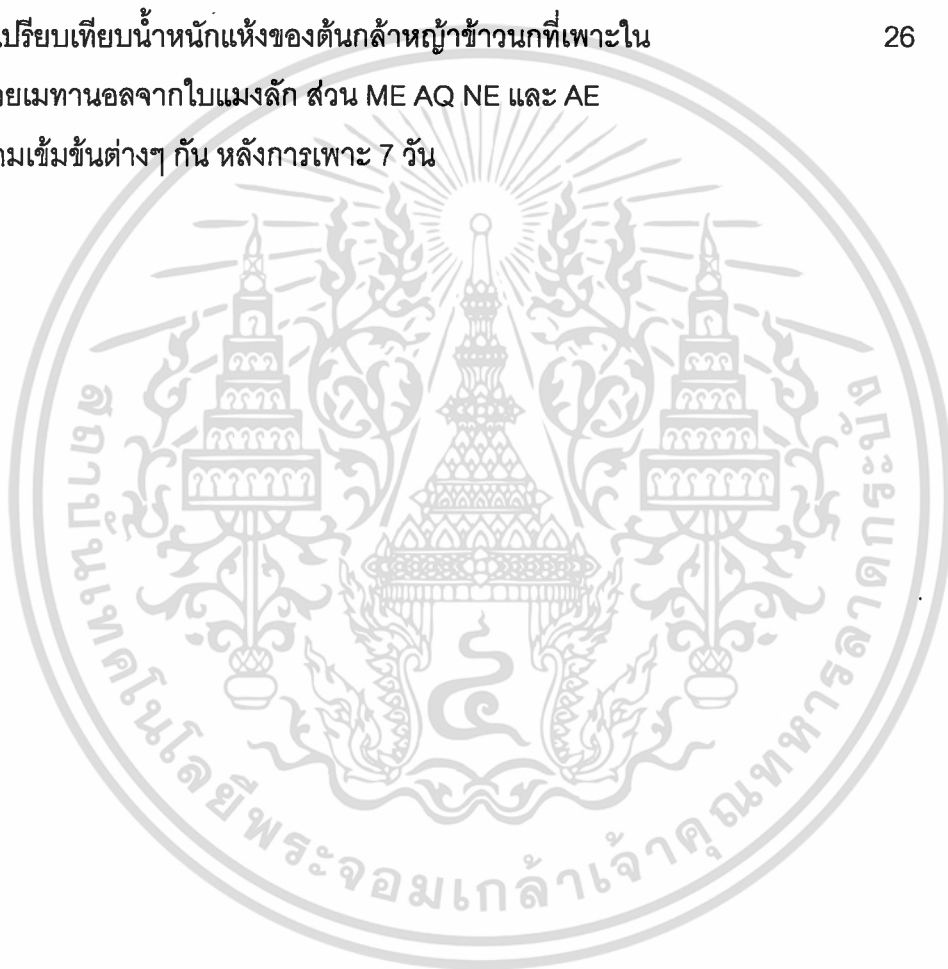 เปรียบเทียบน้ำหนักแห้งของต้นกล้าหญ้าข้าวนกที่เพาะใน 26
วยเมทานอลจากใบแมงลัก ส่วน ME AQ NE และ AE
ามเข้มข้นต่างๆ กัน หลังการเพาะ 7 วัน
สถาบันเทคโนโลยีพระจอมเกล้าเจ้าคุณทหารลาดกระบัง